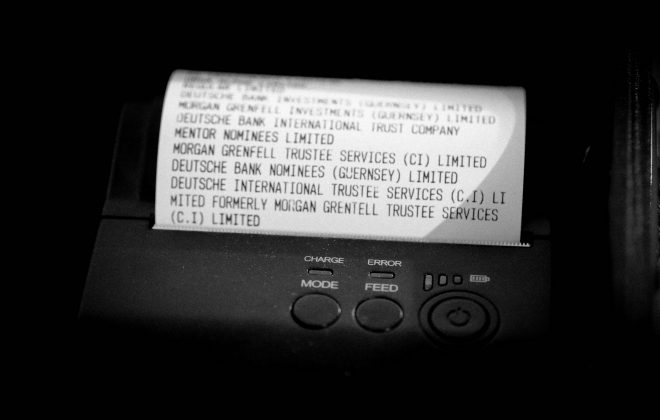 LIMITED
DEUTSCHE BANK INVESTMENTS (GUERNSEY) LIMITED
MORGAN GRENFELL INVESTMENTS (GUERNSEY) LIMITED
DEUTSCHE BANK INTERNATIONAL TRUST COMPANY
MENTOR NOMINEES LIMITED
MORGAN GRENFELL TRUSTEE SERVICES (CI) LIMITED
DEUTSCHE BANK NOMINEES (GUERNSEY) LIMITED
DEUTSCHE INTERNATIONAL TRUSTEE SERVICES (C.I) LI
MITED FORMERLY MORGAN GRENTELL TRUSTEE SERVICES
(C.I) LIMITED
CHARGE ERROR
MODE FEED